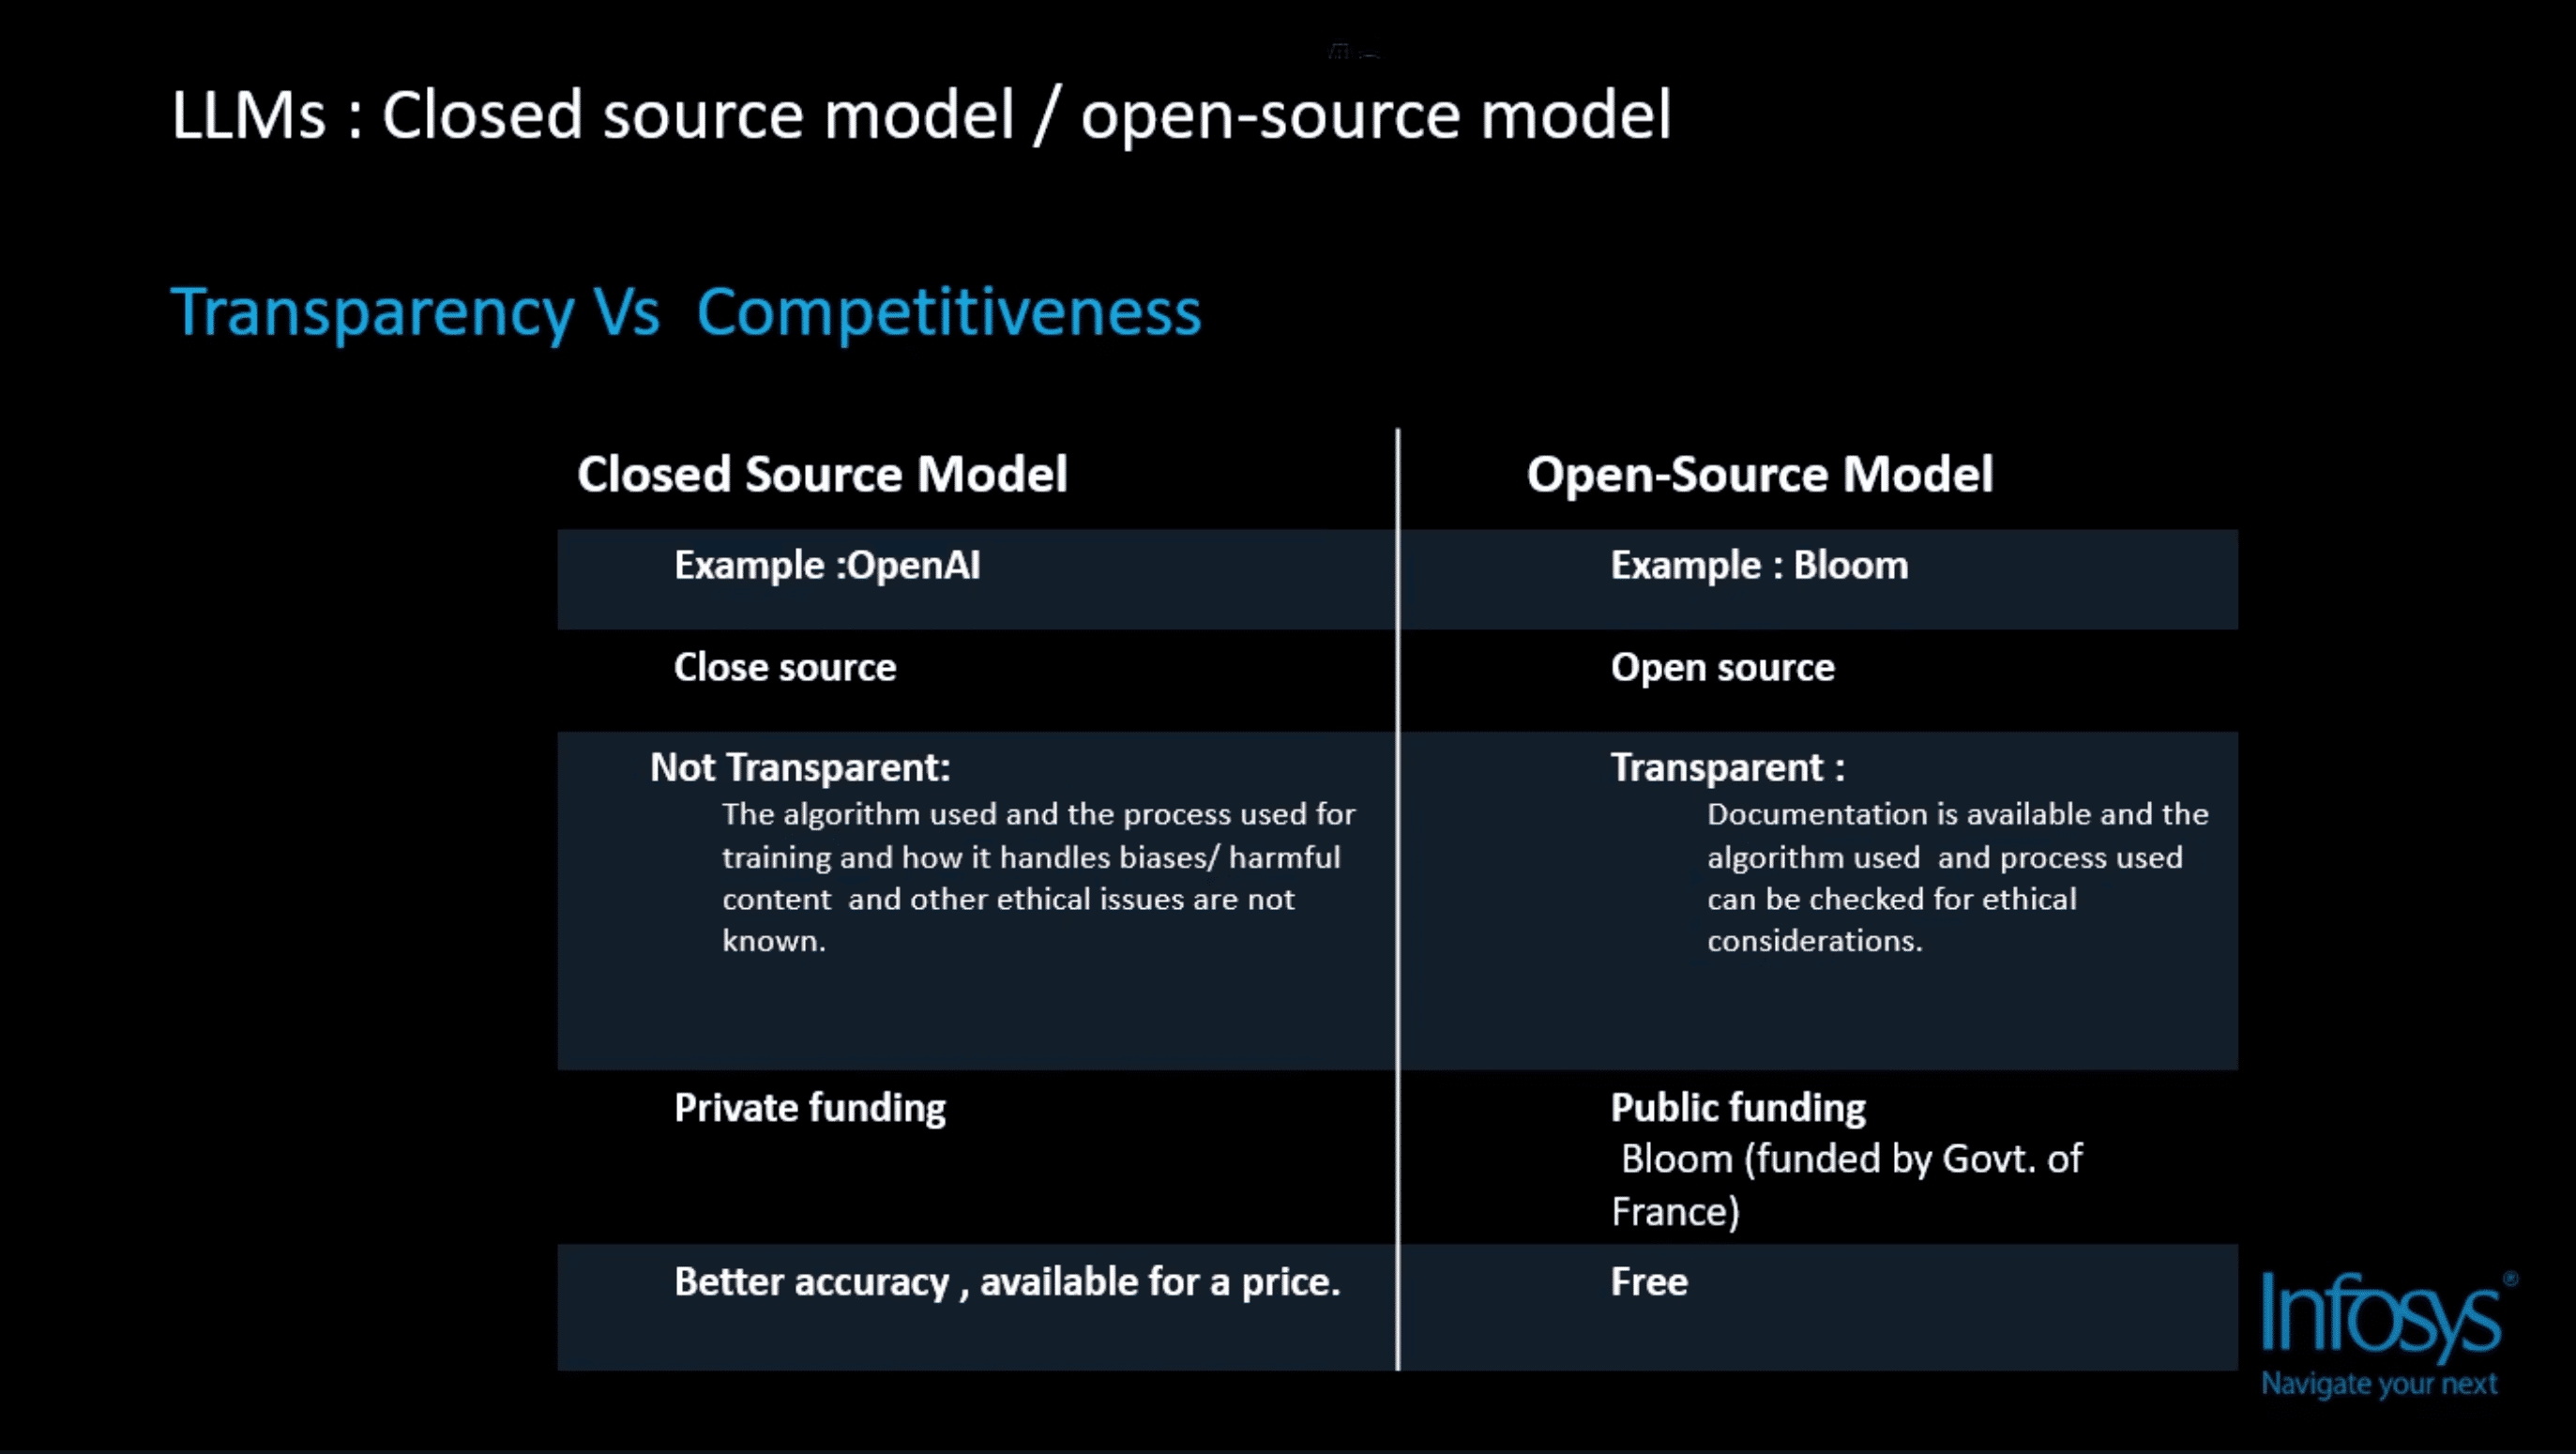 LLMs : Closed source model / open-source model
Transparency Vs  Competitiveness
Closed Source Model
Open-Source Model
Example :OpenAI
Example : Bloom
Close source
Open source
Not Transparent:
The algorithm used and the process used for
training and how it handles biases/ harmful
content  and other ethical issues are not
known.
Transparent :
Documentation is available and the
algorithm used  and process used
can be checked for ethical
considerations.
Private funding
Public funding
Bloom (funded by Govt. of
France)
Better accuracy , available for a price.
Free
Infosys®
Navigate your next